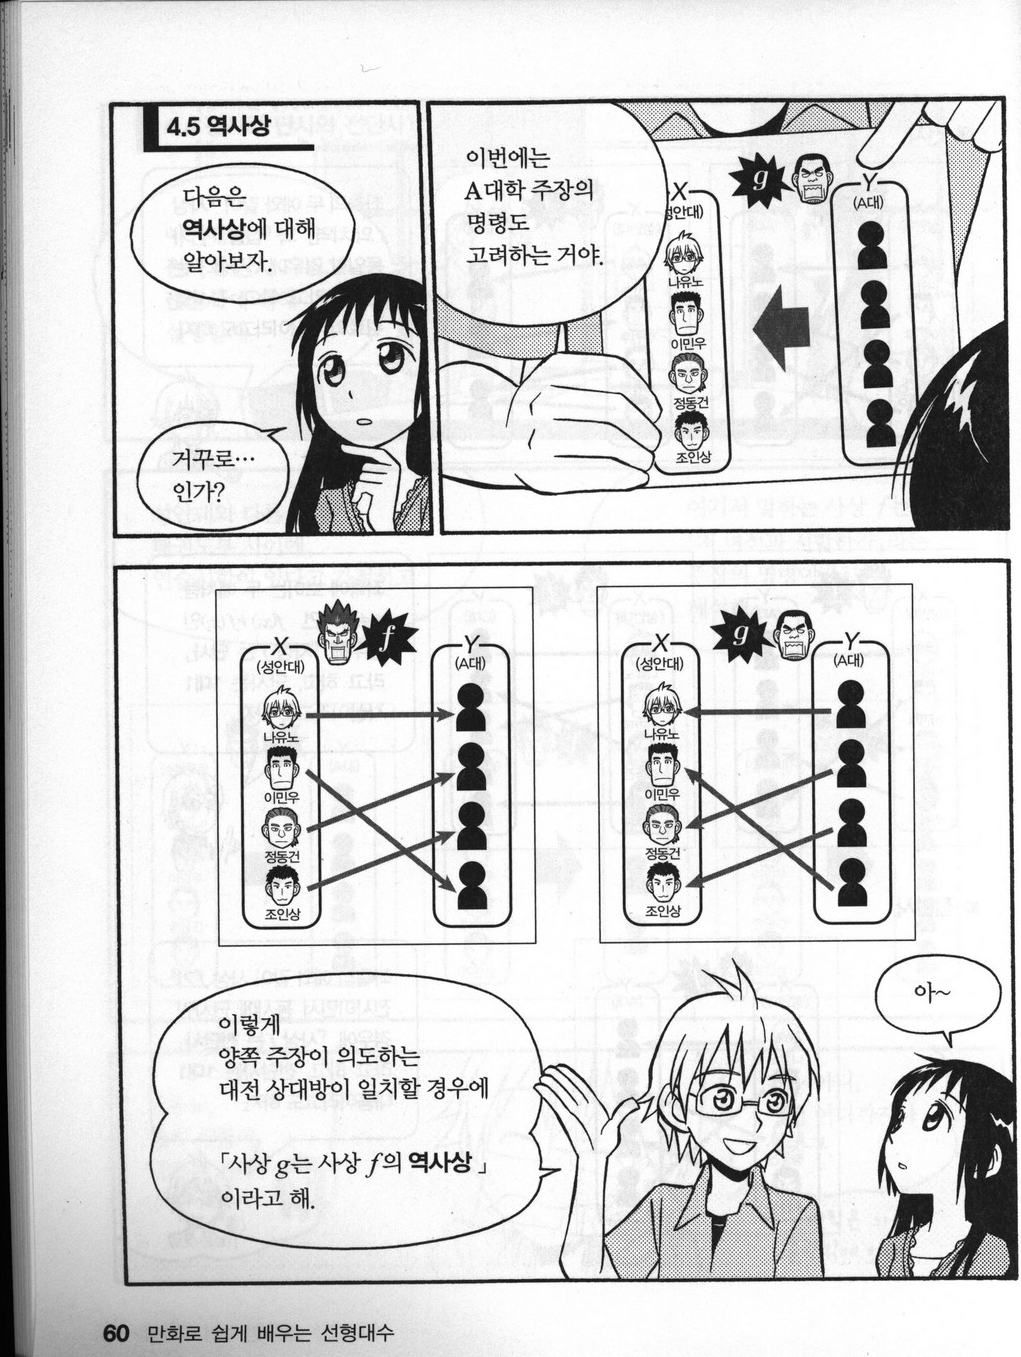 4.5 역사상
다음은
역사상에 대해
알아보자.
거꾸로…
인가?
이번에는
A대학 주장의
명령도
고려하는 거야.
X
성안대)
나유노
이민우
정동건
조인상
g
Y
(A대)
X
(성안대)
나유노
이민우
정동건
조인상
f
Y
(A대)
X
(성안대)
나유노
이민우
정동건
조인상
g
Y
(A대)
이렇게
양쪽 주장이 의도하는
대전 상대방이 일치할 경우에
「사상 g는 사상 f의 역사상」
이라고 해.
아~
60 만화로 쉽게 배우는 선형대수